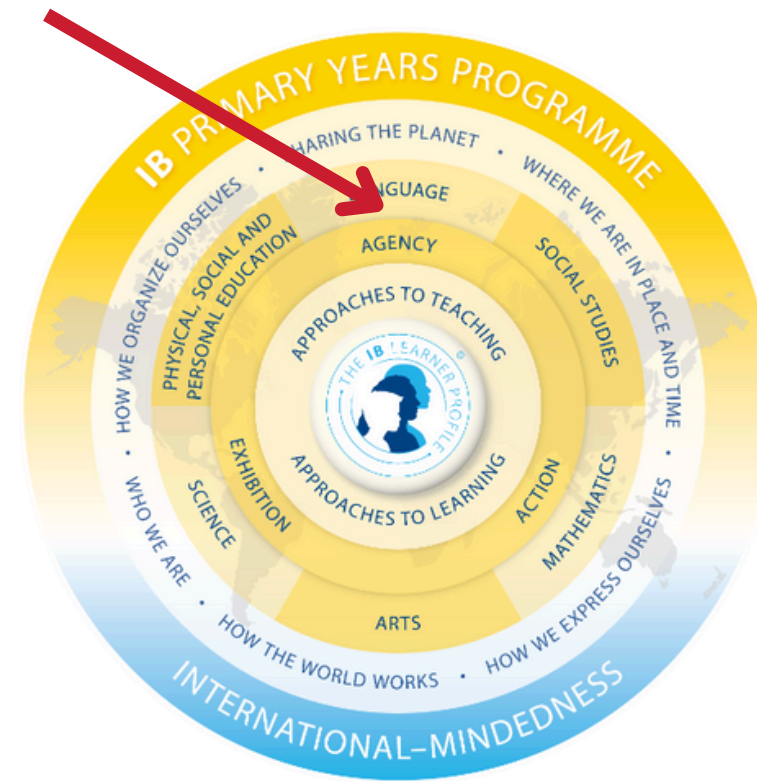 IB PRIMARY YEARS PROGRAMME
HARING THE PLANET
WHERE WE ARE IN PLACE AND TIME
HOW WE EXPRESS OURSELVES
HOW THE WORLD WORKS
WHO WE ARE
HOW WE ORGANIZE OURSELVES
NGUAGE
SOCIAL STUDIES
MATHEMATICS
ARTS
SCIENCE
PHYSICAL, SOCIAL AND
PERSONAL EDUCATION
AGENCY
ACTION
EXHIBITION
APPROACHES TO TEACHING
APPROACHES TO LEARNING
THE IB LEARNER PROFILE
®
INTERNATIONAL–MINDEDNESS